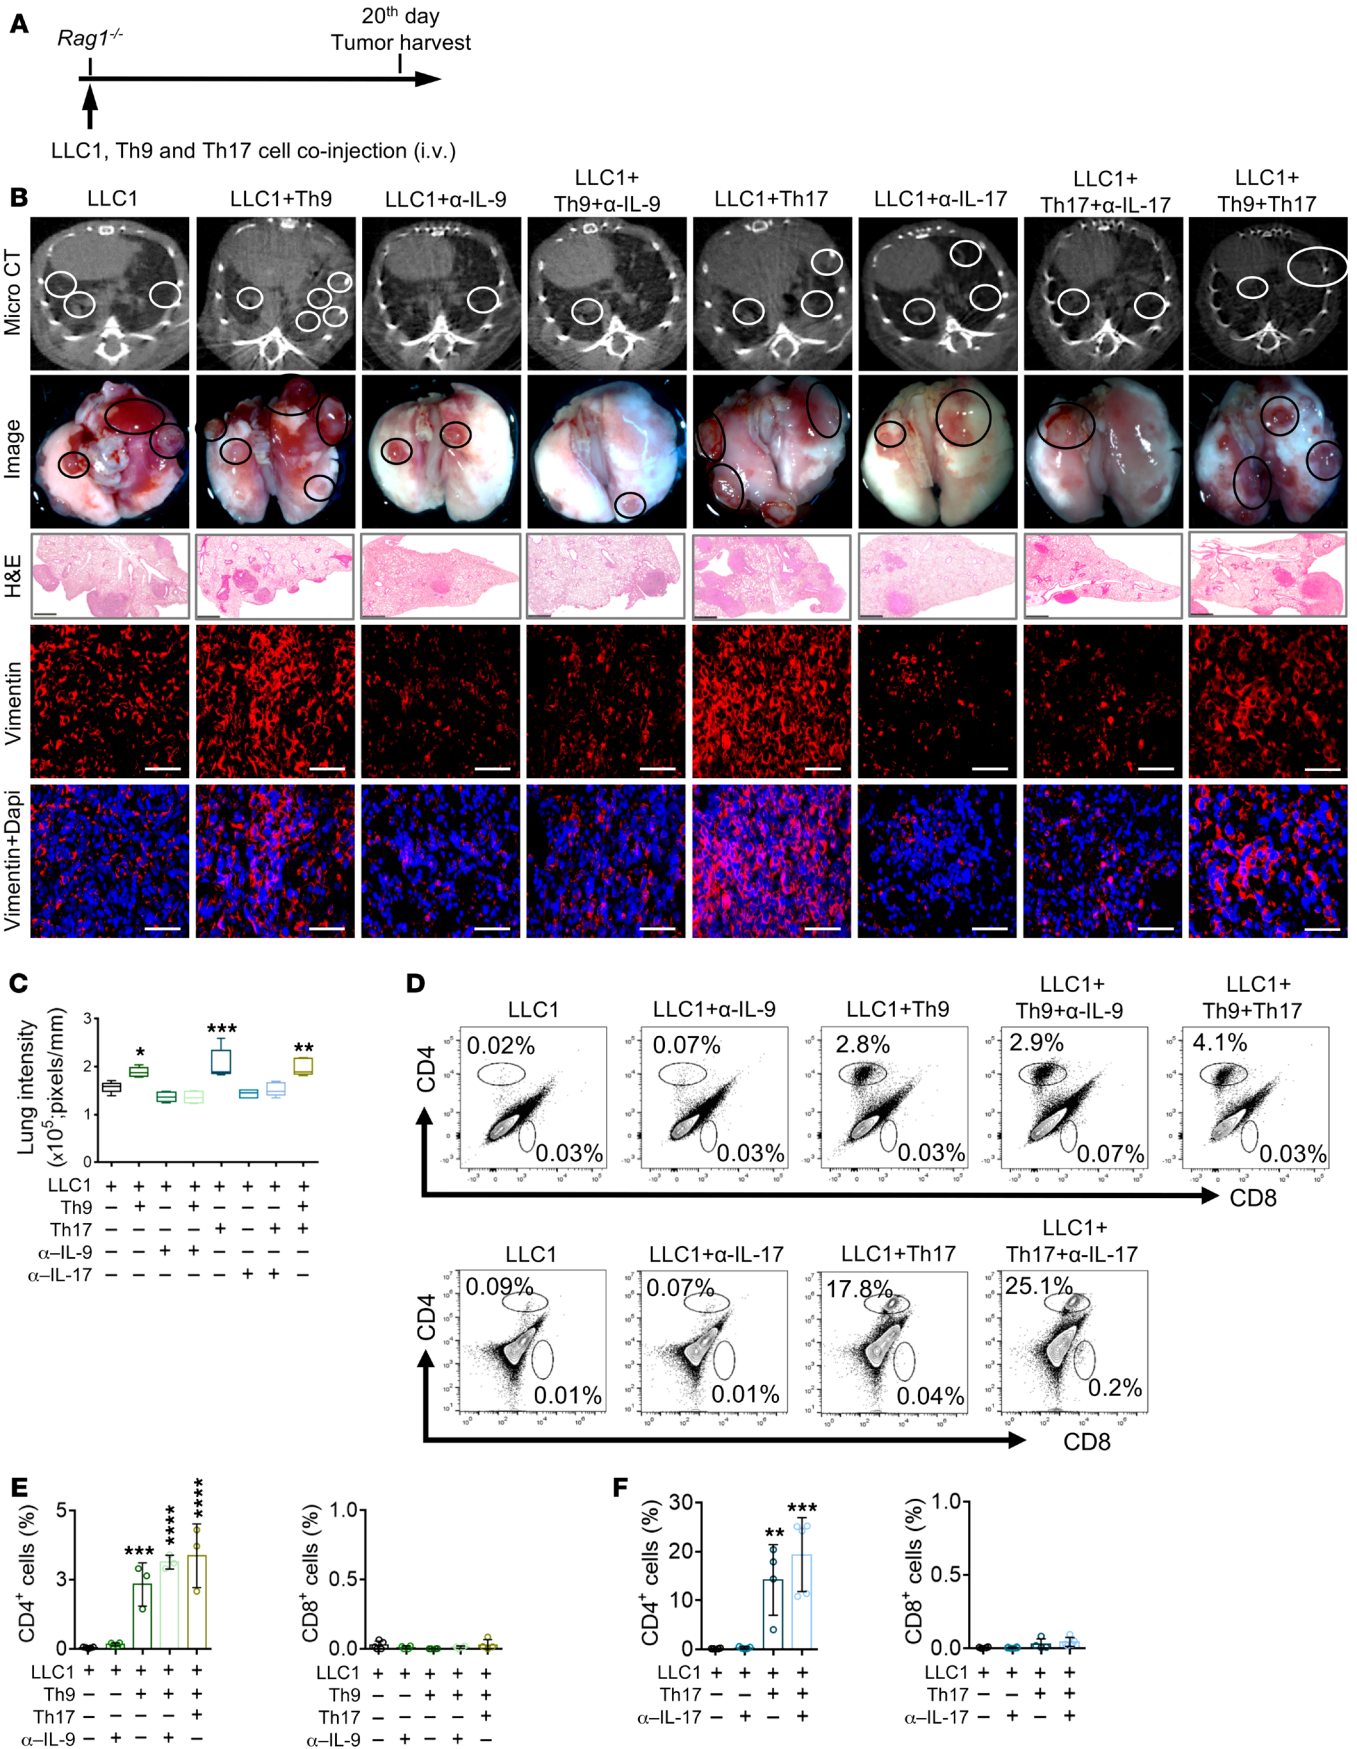 A
Rag1-/-
20th day
Tumor harvest
LLC1, Th9 and Th17 cell co-injection (i.v.)
B
LLC1
LLC1+Th9
LLC1+α-IL-9
LLC1+
Th9+α-IL-9
LLC1+Th17
LLC1+α-IL-17
LLC1+
Th17+α-IL-17
LLC1+
Th9+Th17
Micro CT
Image
H&E
Vimentin
Vimentin+Dapi
C
Lung intensity
(x10⁵;pixels/mm)
3
2
1
0
* *** **
LLC1 + + + + + + + +
Th9 – + – + – – – +
Th17 – – – – + – + +
α–IL-9 – – + + – – – –
α–IL-17 – – – – – + + –
D
CD4
LLC1
0.02%
0.03%
LLC1+α-IL-9
0.07%
0.03%
LLC1+Th9
2.8%
0.03%
LLC1+
Th9+α-IL-9
2.9%
0.07%
LLC1+
Th9+Th17
4.1%
0.03%
CD8
CD4
LLC1
0.09%
0.01%
LLC1+α-IL-17
0.07%
0.01%
LLC1+Th17
17.8%
0.04%
LLC1+
Th17+α-IL-17
25.1%
0.2%
CD8
E
CD4+ cells (%)
5
3
0
*** **** ****
LLC1 + + + + +
Th9 – – + + +
Th17 – – – – +
α–IL-9 – + – + –
CD8+ cells (%)
1.0
0.5
0.0
LLC1 + + + + +
Th9 – – + + +
Th17 – – – – +
α–IL-9 – + – + –
F
CD4+ cells (%)
30
20
10
0
** ***
LLC1 + + + +
Th17 – – + +
α–IL-17 – + – +
CD8+ cells (%)
1.0
0.5
0.0
LLC1 + + + +
Th17 – – + +
α–IL-17 – + – +